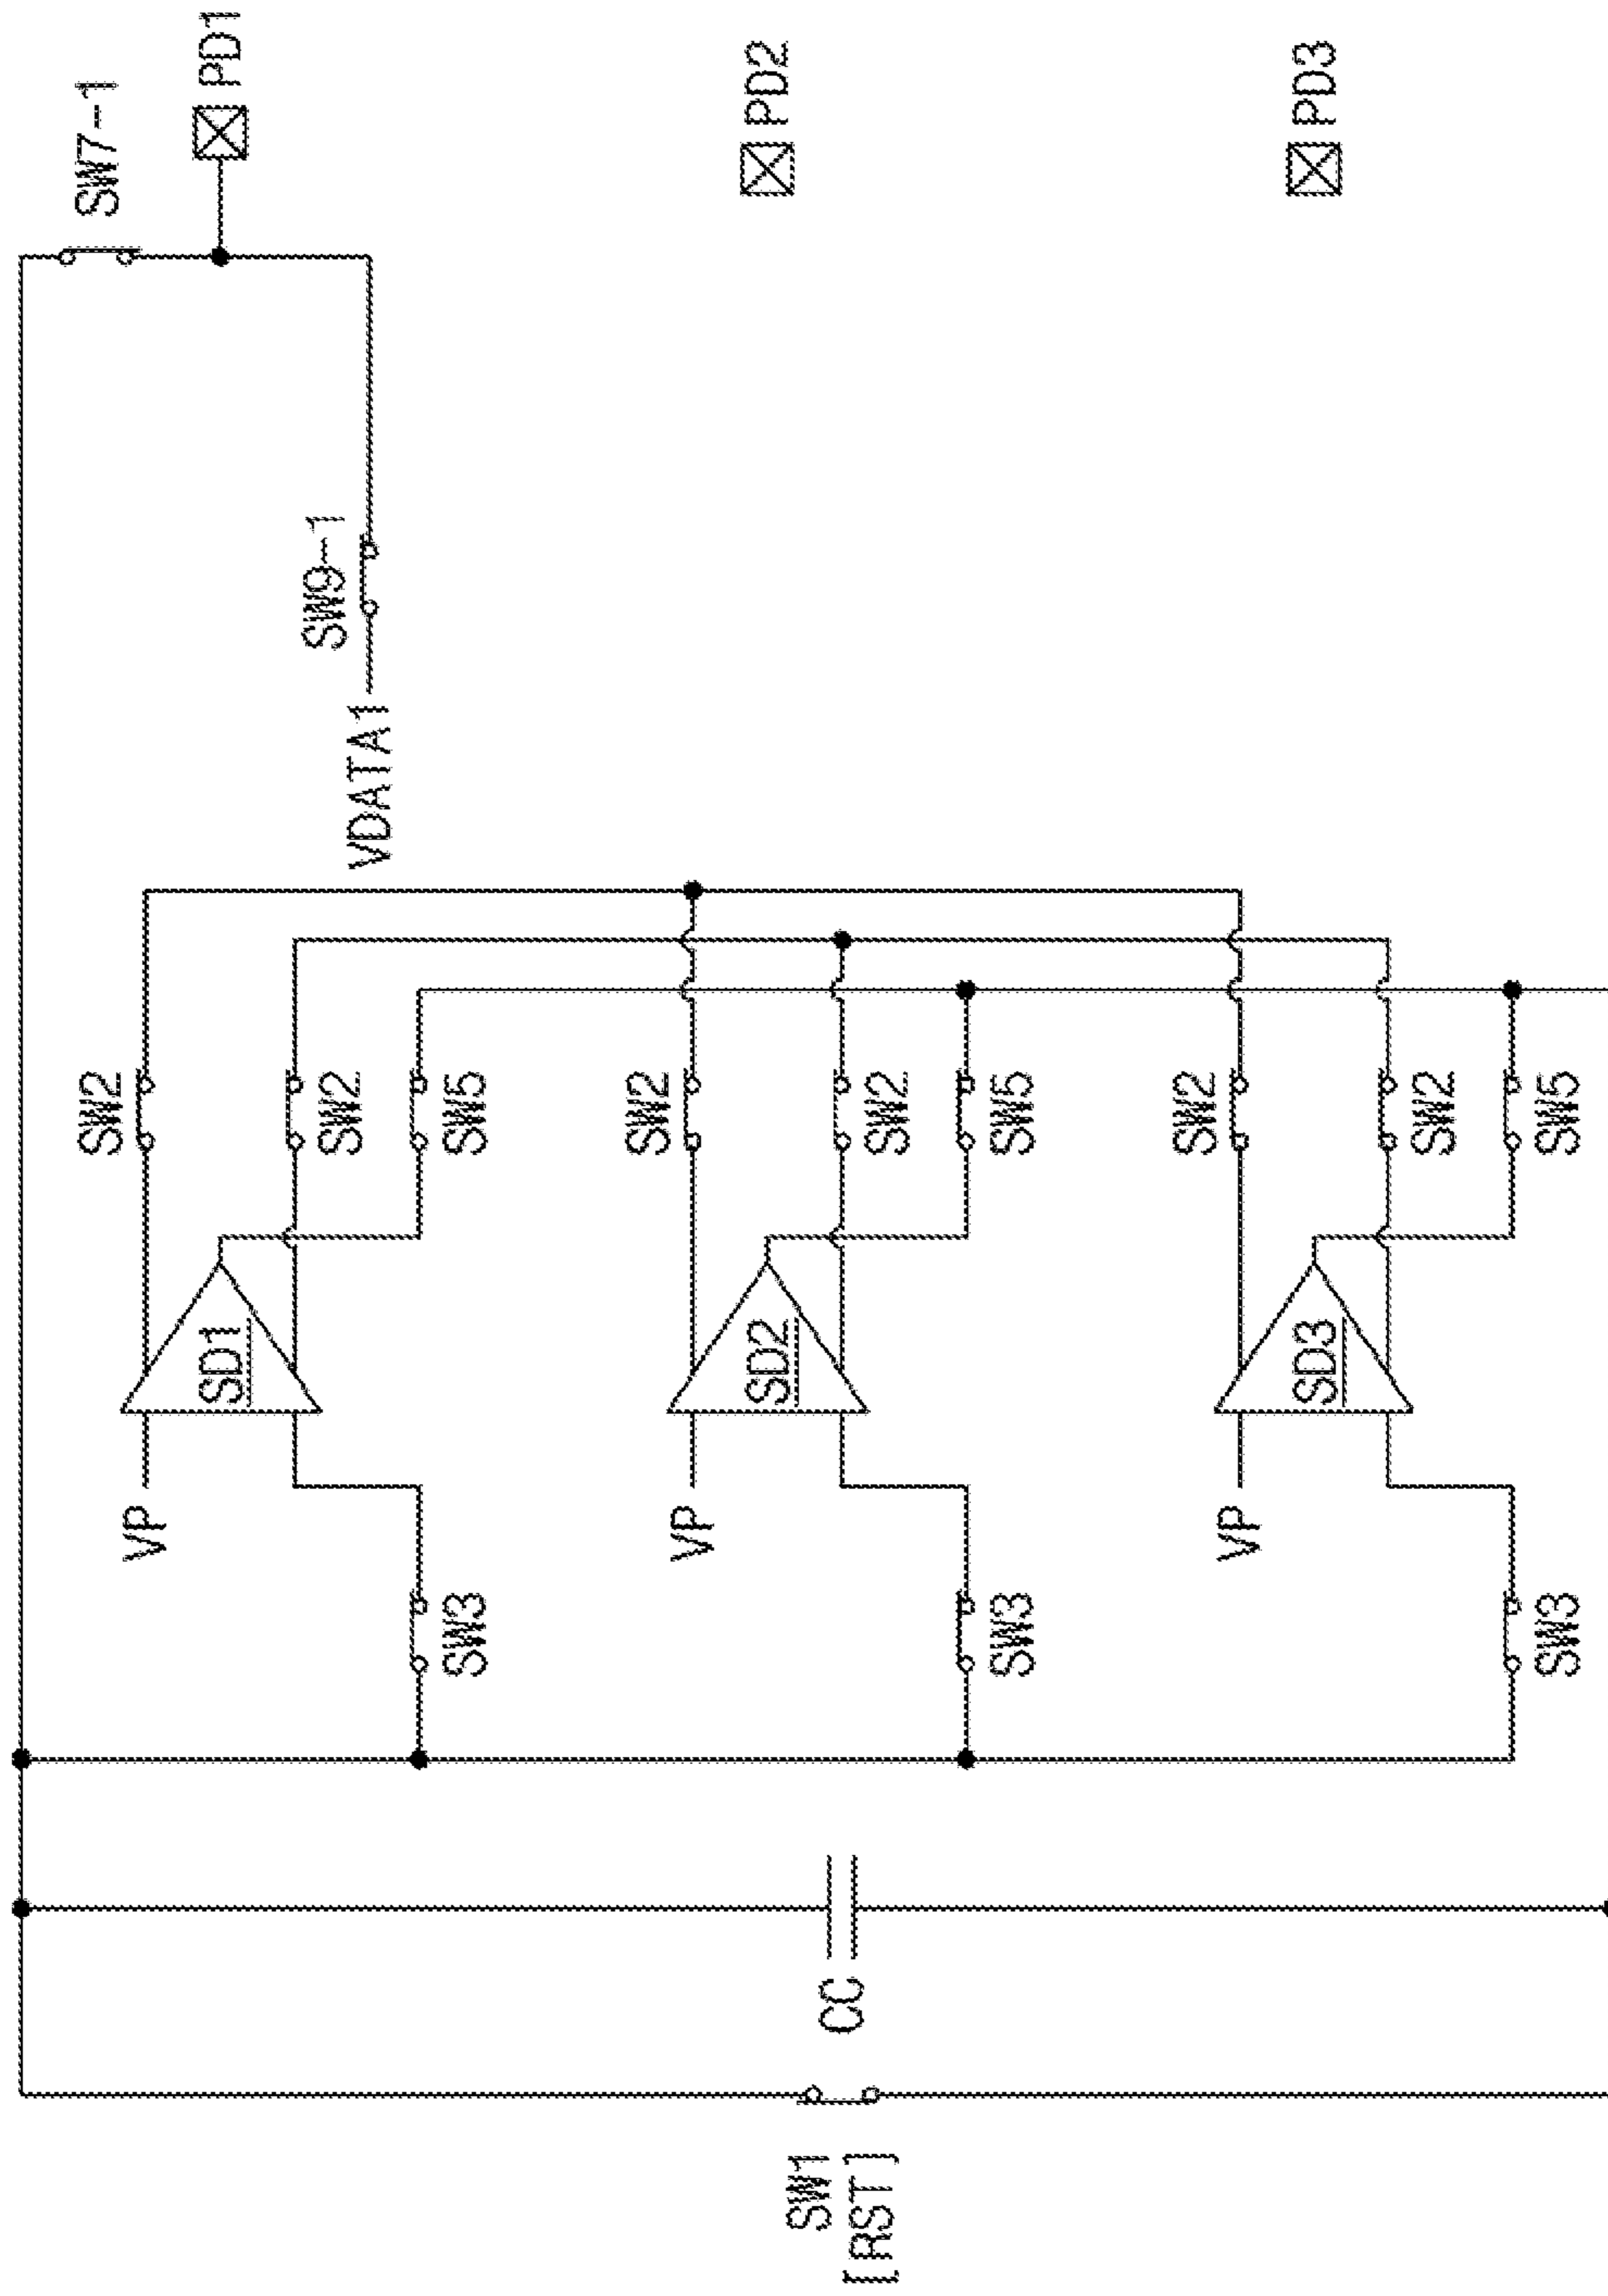 SW7-1
PD1
PD2
PD3
SW9-1
VDATA1
SW2
SW2
SW5
SW2
SW2
SW5
SW2
SW2
SW5
SD1
SD2
SD3
VP
VP
VP
SW3
SW3
SW3
CC
SW1
[RST]